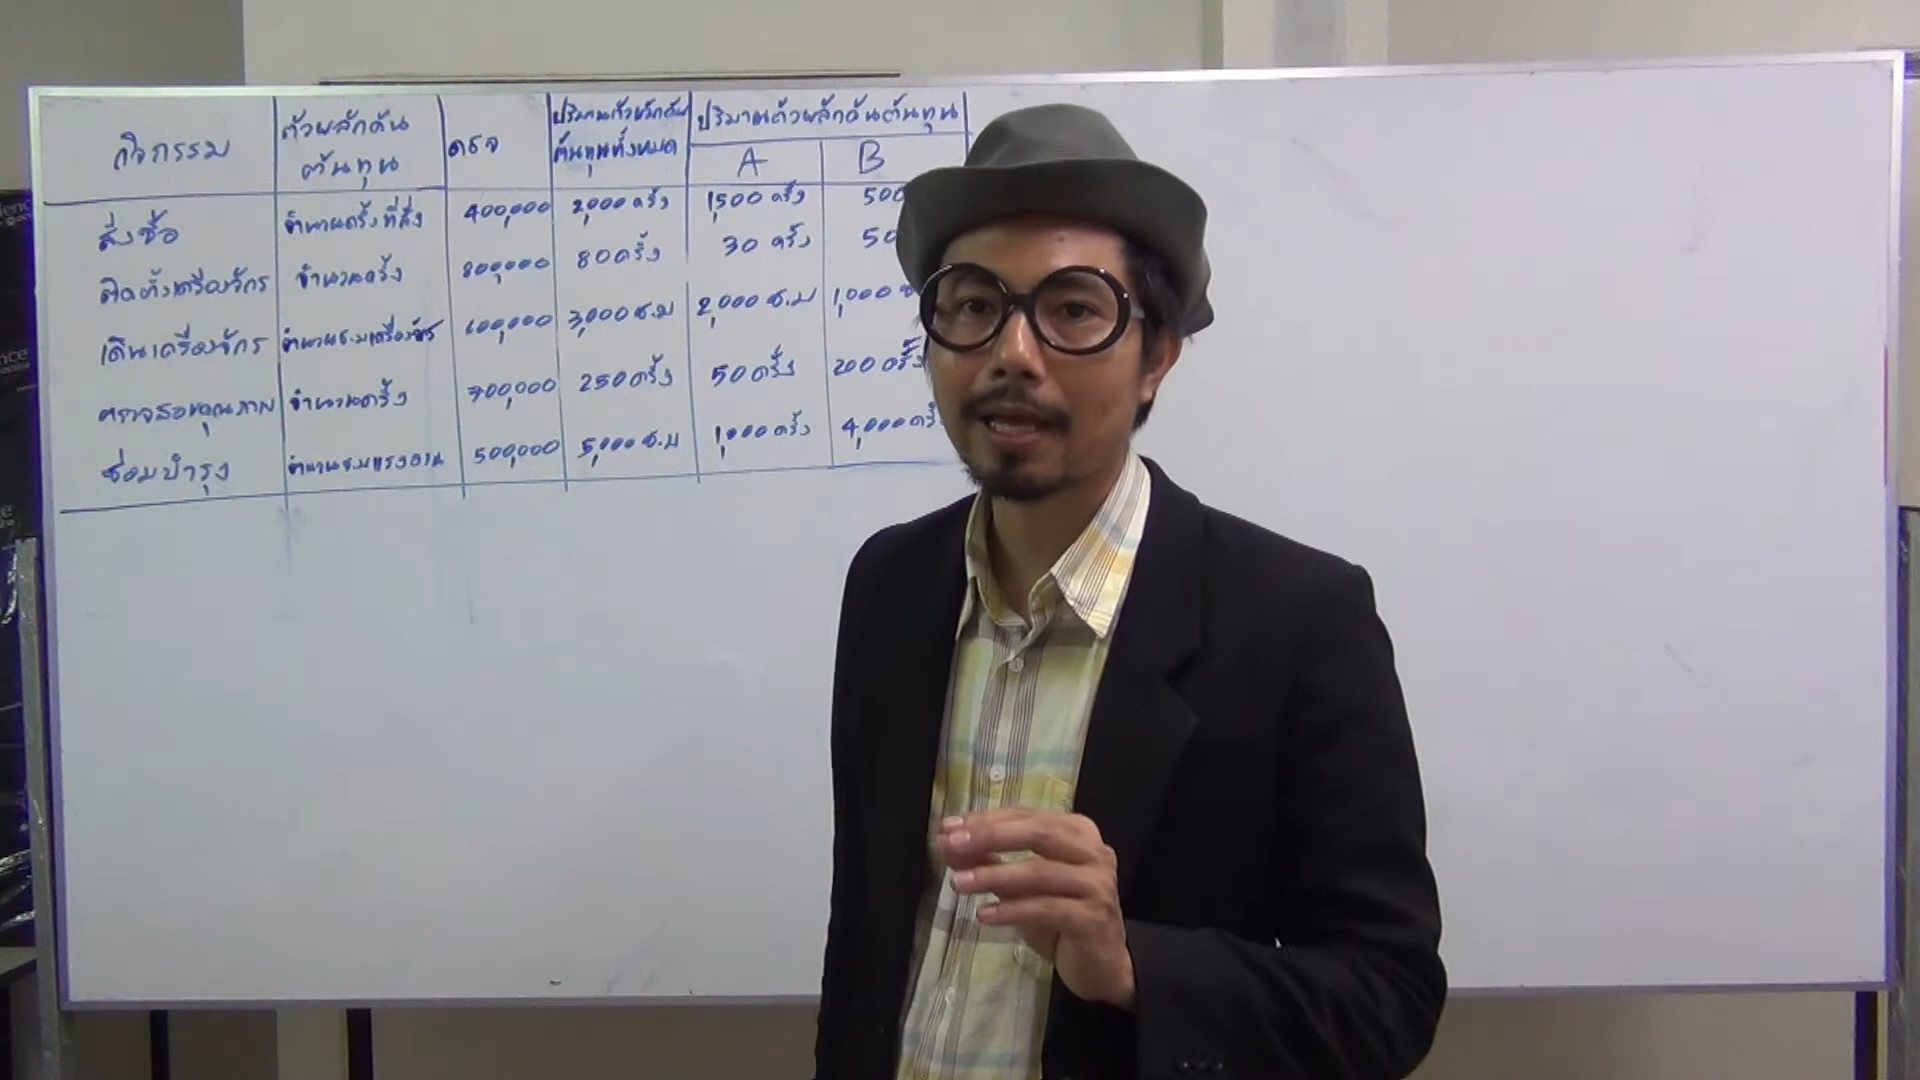 กิจกรรม
ตัวผลักดัน
ต้นทุน
คชจ
ปริมาณตัวผลักดัน
ต้นทุนทั้งหมด
ปริมาณตัวผลักดันต้นทุน
A B
สั่งซื้อ จำนวนครั้งที่สั่ง 400,000 2,000 ครั้ง 1,500 ครั้ง 500
ติดตั้งเครื่องจักร จำนวนครั้ง 800,000 80 ครั้ง 30 ครั้ง 50
เดินเครื่องจักร จำนวนช.มเครื่องจักร 600,000 3,000 ช.ม 2,000 ช.ม 1,000 ช
ตรวจสอบคุณภาพ จำนวนครั้ง 700,000 250 ครั้ง 50 ครั้ง 200 ครั้ง
ซ่อมบำรุง จำนวนช.มแรงงาน 500,000 5,000 ช.ม 1,000 ครั้ง 4,000 ครั้